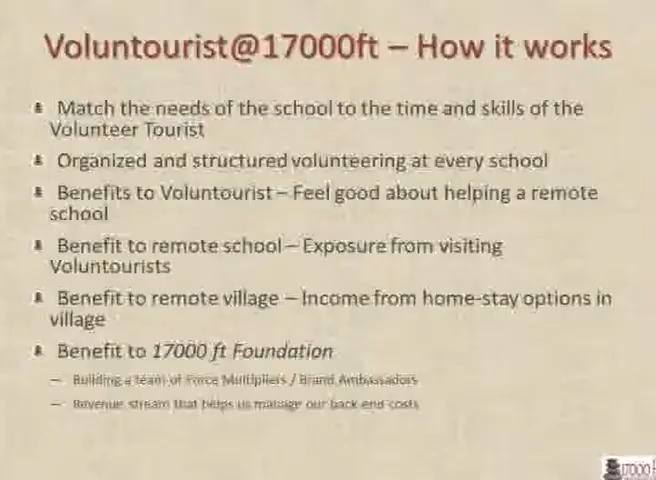 Voluntourist@17000ft – How it works
Match the needs of the school to the time and skills of the
Volunteer Tourist
Organized and structured volunteering at every school
Benefits to Voluntourist – Feel good about helping a remote
school
Benefit to remote school – Exposure from visiting
Voluntourists
Benefit to remote village – Income from home-stay options in
village
Benefit to 17000 ft Foundation
– Building a team of Force Multipliers / Brand Ambassadors
– Revenue stream that helps us manage our back end costs
17000 f